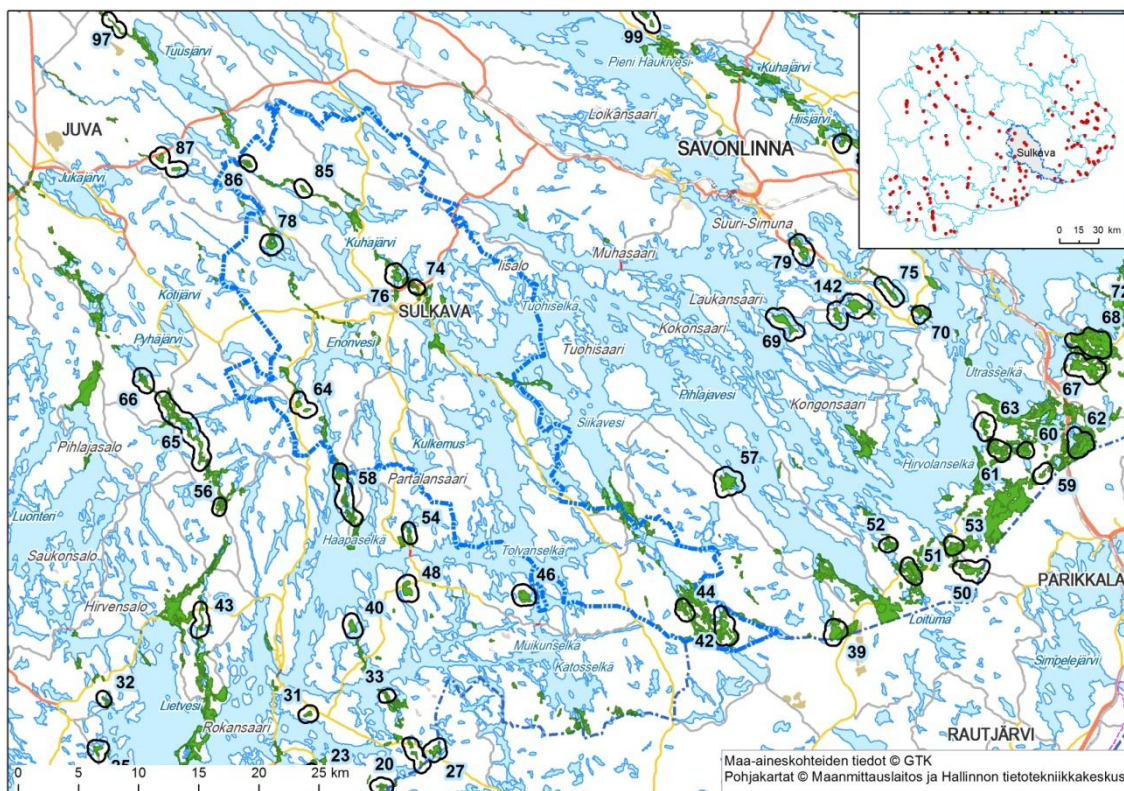 97
Tuusjärvi
99
Pieni Haukivesi
Kuhajärvi
Hiisjärvi
Loikansaari
Sulkava
0 15 30 km
JUVA
87
Jukajärvi
86
85
78
SAVONLINNA
Suuri-Simuna
Kuhajärvi
74
76
SULKAVA
Iisalo
Muhasaari
79
75
142
Laukansaari
70
69
Kokonsaari
72
68
67
Kotijärvi
Tuohiselkä
Enonvesi
Tuohisaari
Pyhäjärvi
66
64
Pihlajavesi
Utrasselkä
Kongonsaari
63
60
62
Hirvolanselkä
61
59
65
Siikavesi
Pihlajasalo
Kulkemus
Partalansaari
57
58
56
Luonteri
54
Haapaselkä
Tolvanselkä
52
53
51
50
Saukonsalo
PARIKKALA
48
46
44
Hirvensalo
43
40
42
39
Loituma
Muikunselkä
Katosselkä
Simpelejärvi
32
31
33
Lietvesi
Rokansaari
RAUTJÄRVI
25
23
20
27
0 5 10 15 20 25 km
Maa-aineskohteiden tiedot © GTK
Pohjakartat © Maanmittauslaitos ja Hallinnon tietotekniikkakeskus